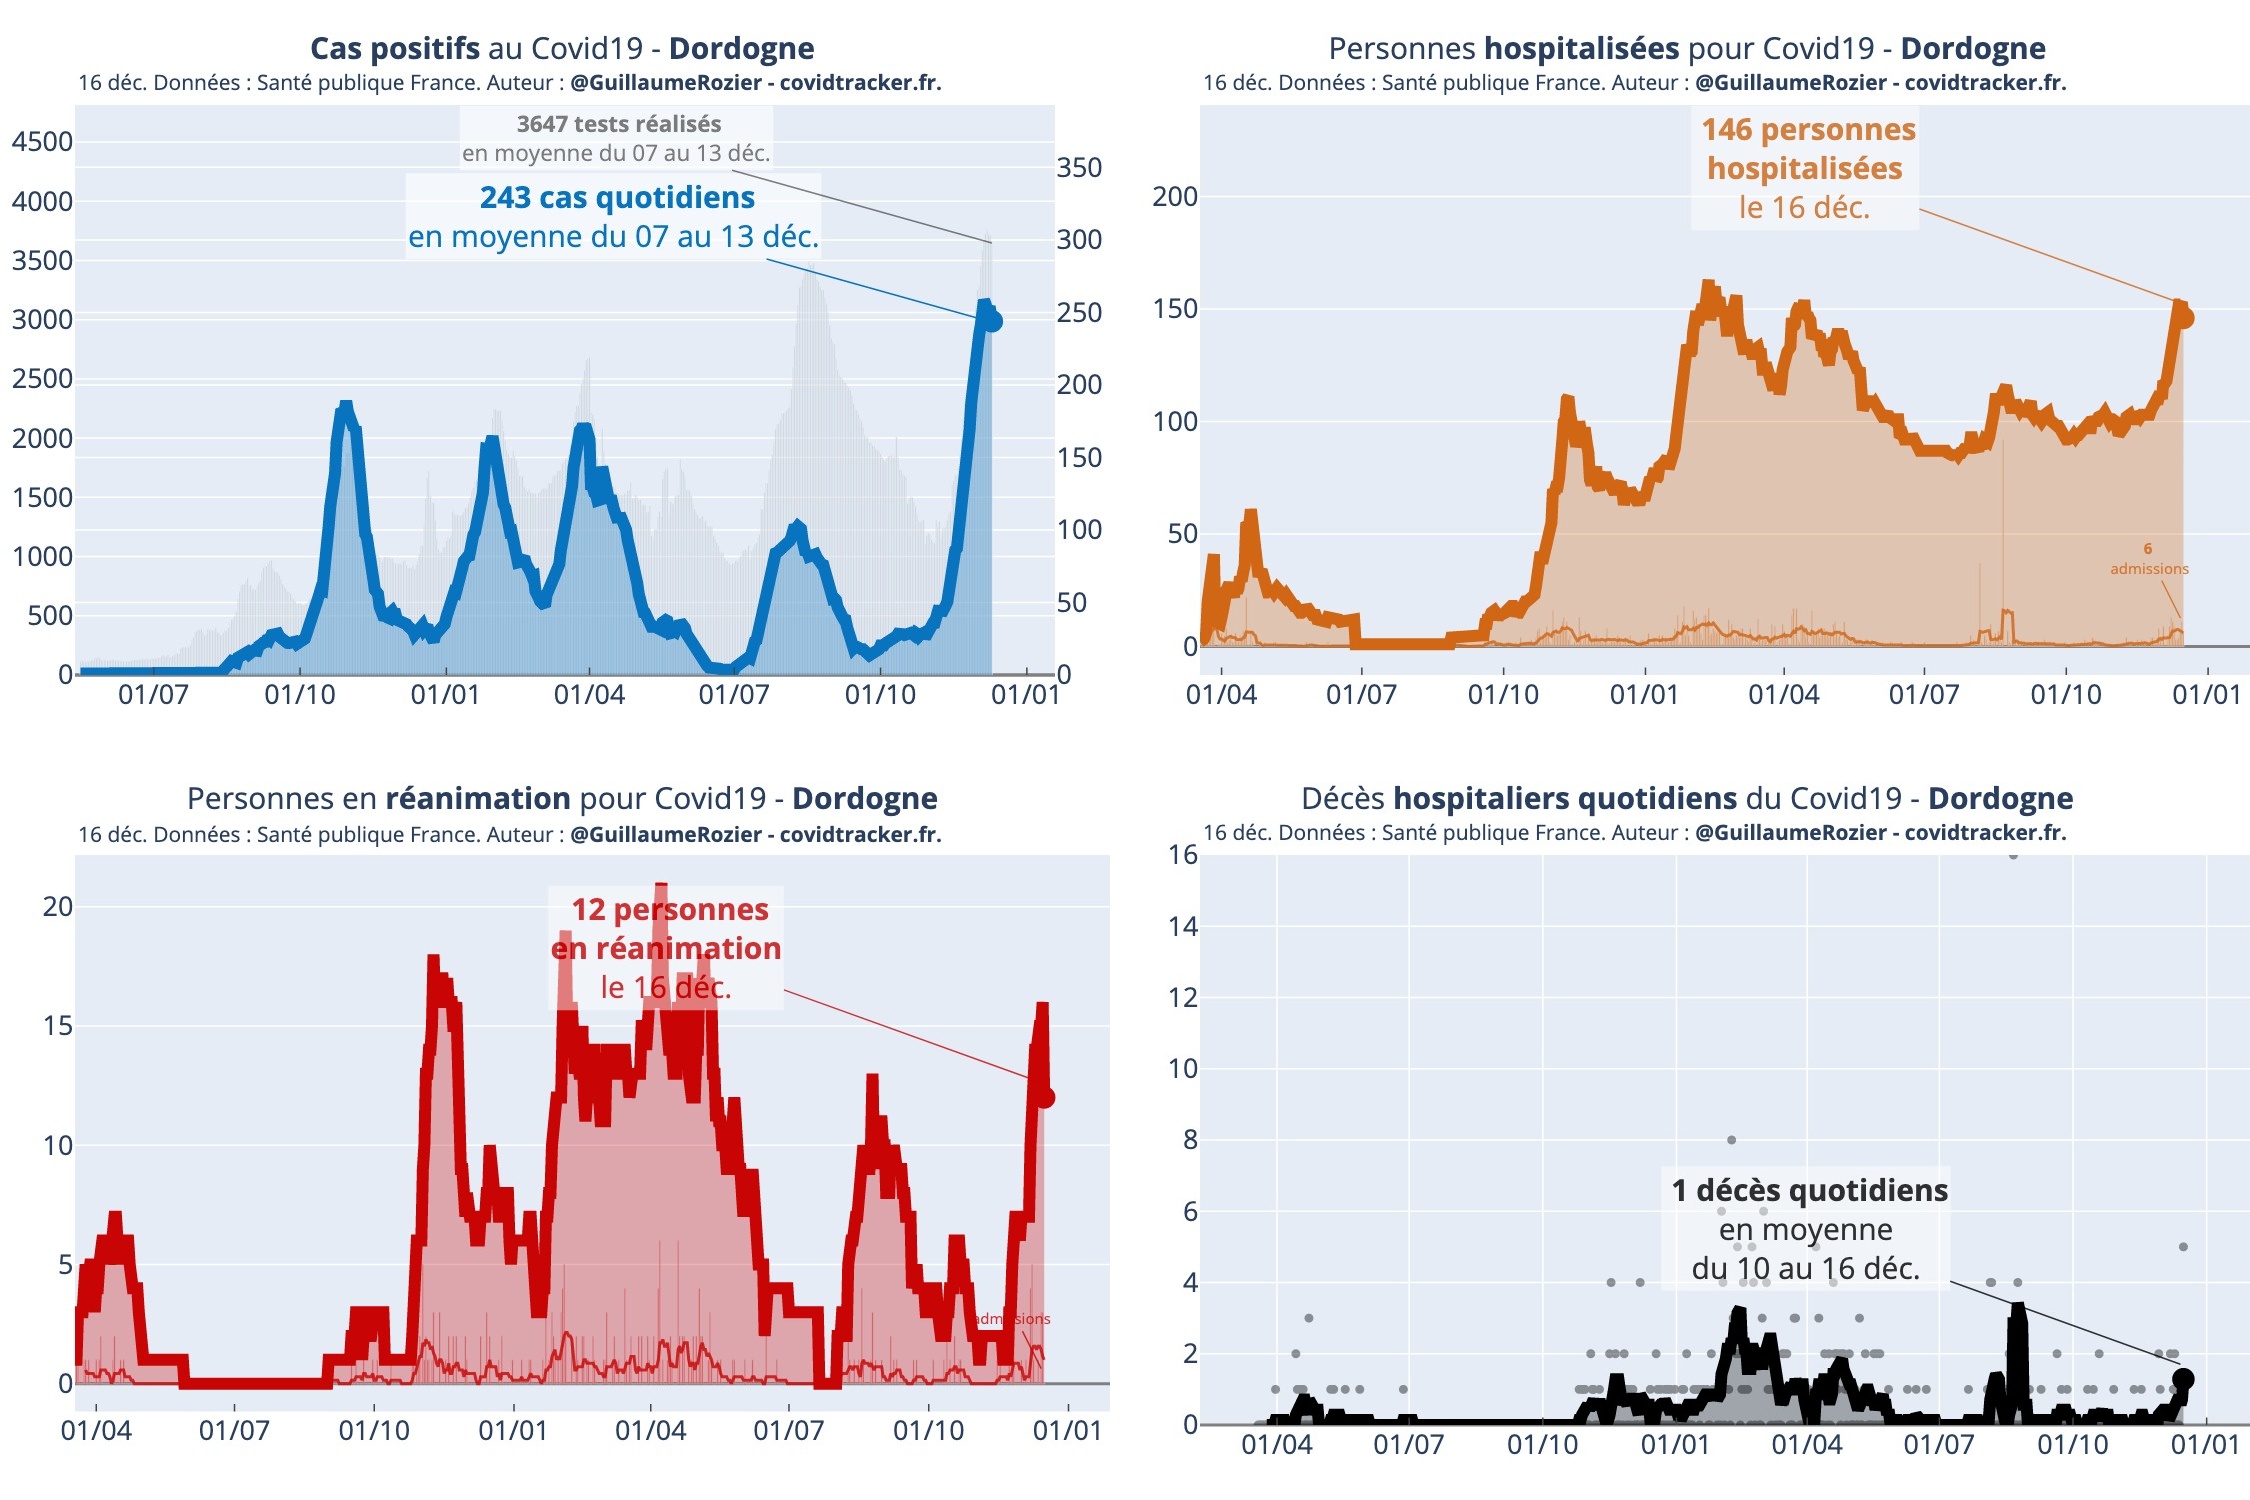 Cas positifs au Covid19 - Dordogne
16 déc. Données : Santé publique France. Auteur : @GuillaumeRozier - covidtracker.fr.
3647 tests réalisés
en moyenne du 07 au 13 déc.
243 cas quotidiens
en moyenne du 07 au 13 déc.
4500
4000
3500
3000
2500
2000
1500
1000
500
0
350
300
250
200
150
100
50
0
01/07 01/10 01/01 01/04 01/07 01/10 01/01
Personnes hospitalisées pour Covid19 - Dordogne
16 déc. Données : Santé publique France. Auteur : @GuillaumeRozier - covidtracker.fr.
146 personnes
hospitalisées
le 16 déc.
200
150
100
50
0
6
admissions
01/04 01/07 01/10 01/01 01/04 01/07 01/10 01/01
Personnes en réanimation pour Covid19 - Dordogne
16 déc. Données : Santé publique France. Auteur : @GuillaumeRozier - covidtracker.fr.
12 personnes
en réanimation
le 16 déc.
20
15
10
5
0
admissions
01/04 01/07 01/10 01/01 01/04 01/07 01/10 01/01
Décès hospitaliers quotidiens du Covid19 - Dordogne
16 déc. Données : Santé publique France. Auteur : @GuillaumeRozier - covidtracker.fr.
16
14
12
10
8
6
4
2
0
1 décès quotidiens
en moyenne
du 10 au 16 déc.
01/04 01/07 01/10 01/01 01/04 01/07 01/10 01/01